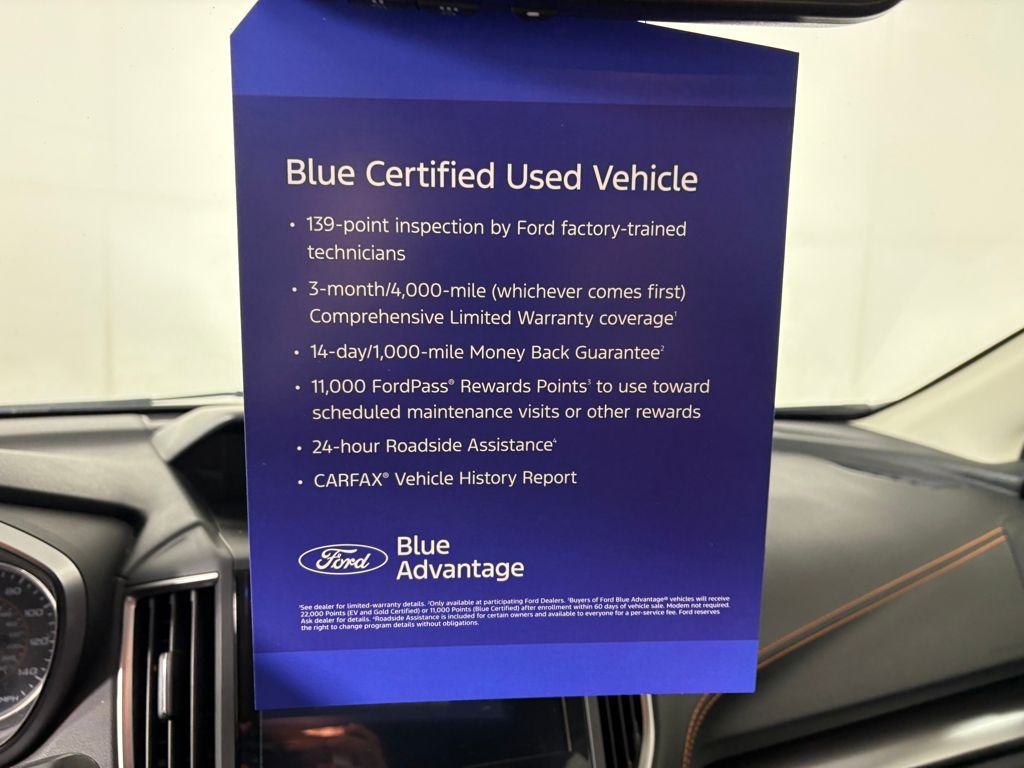 Blue Certified Used Vehicle
• 139-point inspection by Ford factory-trained
technicians
• 3-month/4,000-mile (whichever comes first)
Comprehensive Limited Warranty coverage¹
• 14-day/1,000-mile Money Back Guarantee²
• 11,000 FordPass® Rewards Points³ to use toward
scheduled maintenance visits or other rewards
• 24-hour Roadside Assistance⁴
• CARFAX® Vehicle History Report
Ford
Blue
Advantage
¹See dealer for limited-warranty details. ²Only available at participating Ford Dealers. ³Buyers of Ford Blue Advantage® vehicles will receive
22,000 Points (EV and Gold Certified) or 11,000 Points (Blue Certified) after enrollment within 60 days of vehicle sale. Modem not required.
Ask dealer for details. ⁴Roadside Assistance is included for certain owners and available to everyone for a per-service fee. Ford reserves
the right to change program details without obligations.
80
100
120
140
MPH